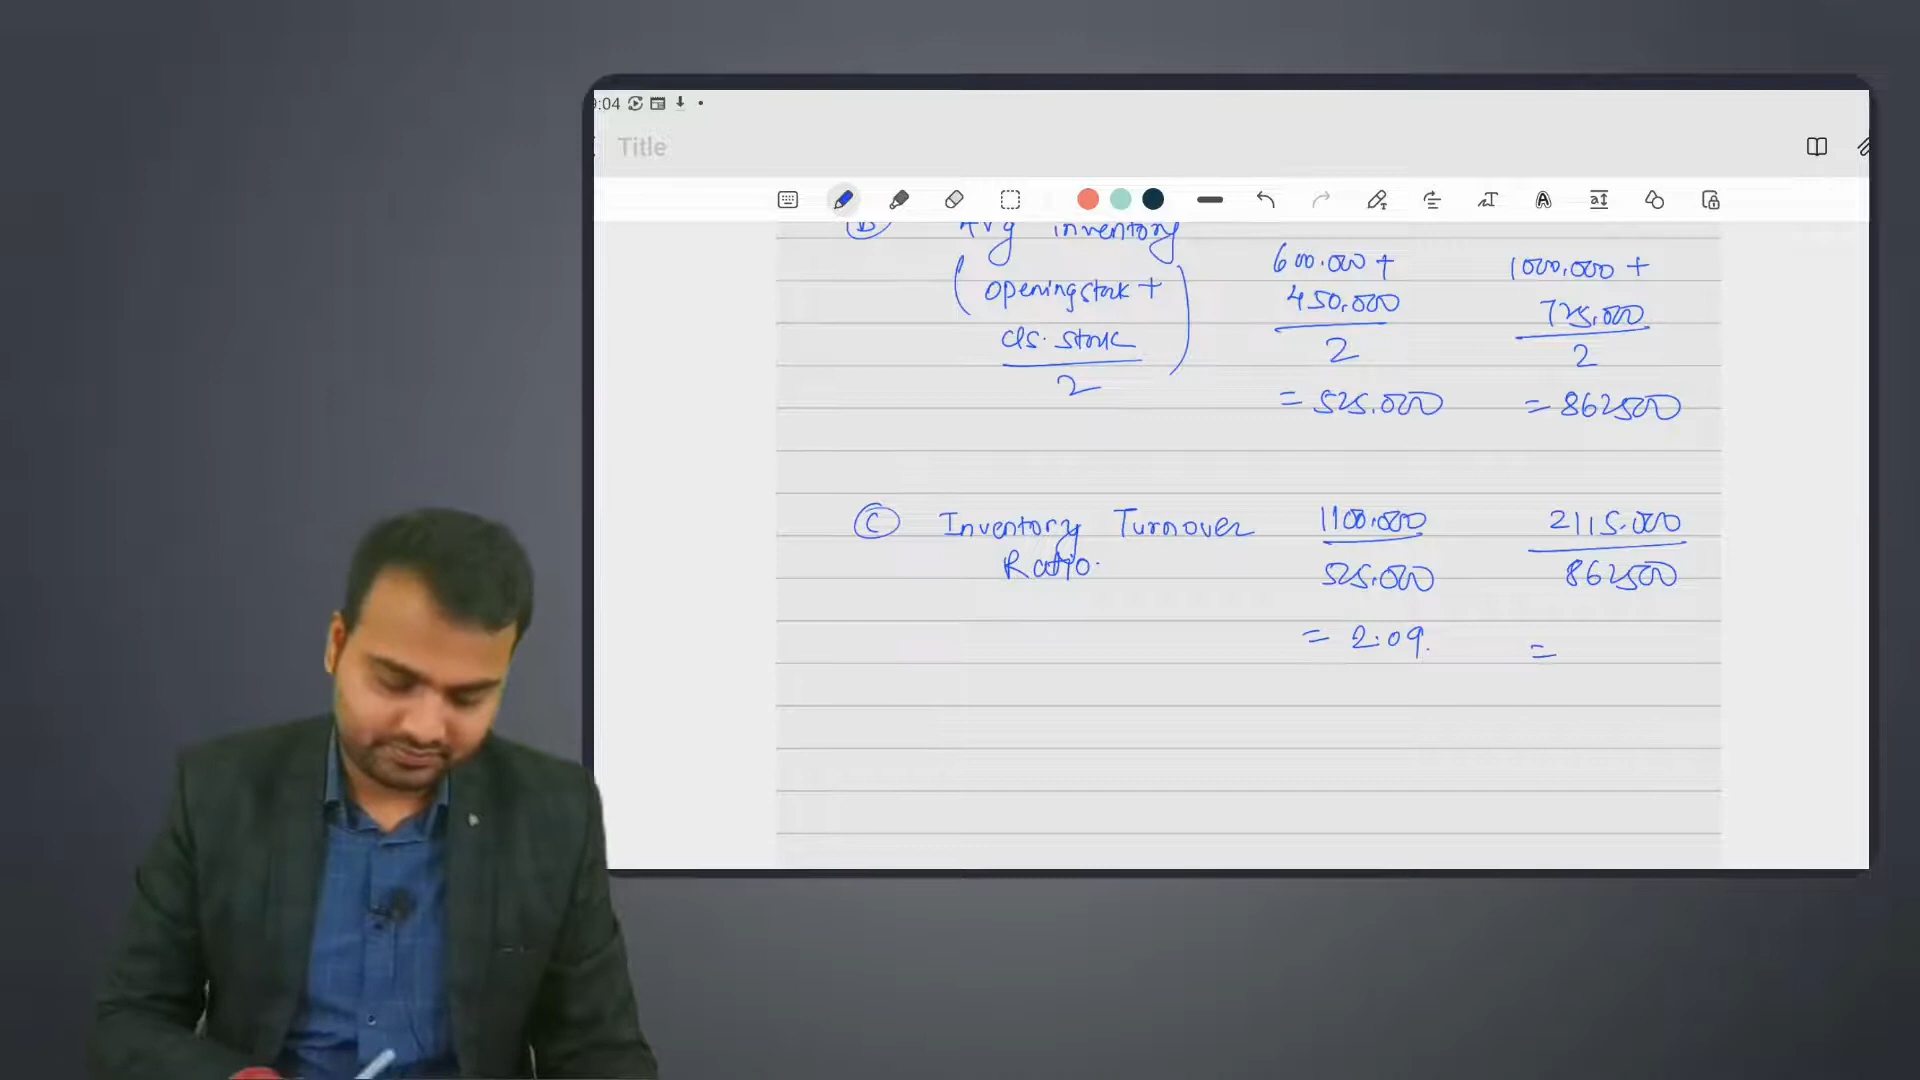 9:04
Title
B Avg inventory
600.000 + 1000.000 +
(opening stock + 450.000 725.000
cls. stock 2 2
2) = 525.000 = 862500
C Inventory Turnover 1100.000 2115.000
Ratio. 525.000 862500
= 2.09. =